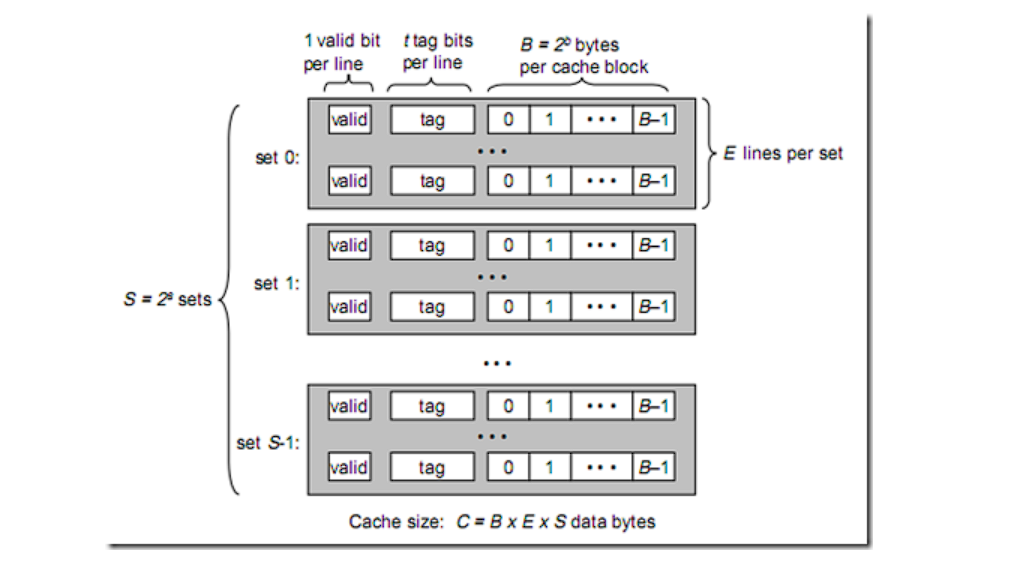 1 valid bit per line
t tag bits per line
B = 2^b bytes per cache block
valid tag 0 1 • • • B–1
• • •
set 0:
valid tag 0 1 • • • B–1
E lines per set
valid tag 0 1 • • • B–1
• • •
set 1:
valid tag 0 1 • • • B–1
S = 2^s sets
• • •
valid tag 0 1 • • • B–1
• • •
set S-1:
valid tag 0 1 • • • B–1
Cache size: C = B x E x S data bytes